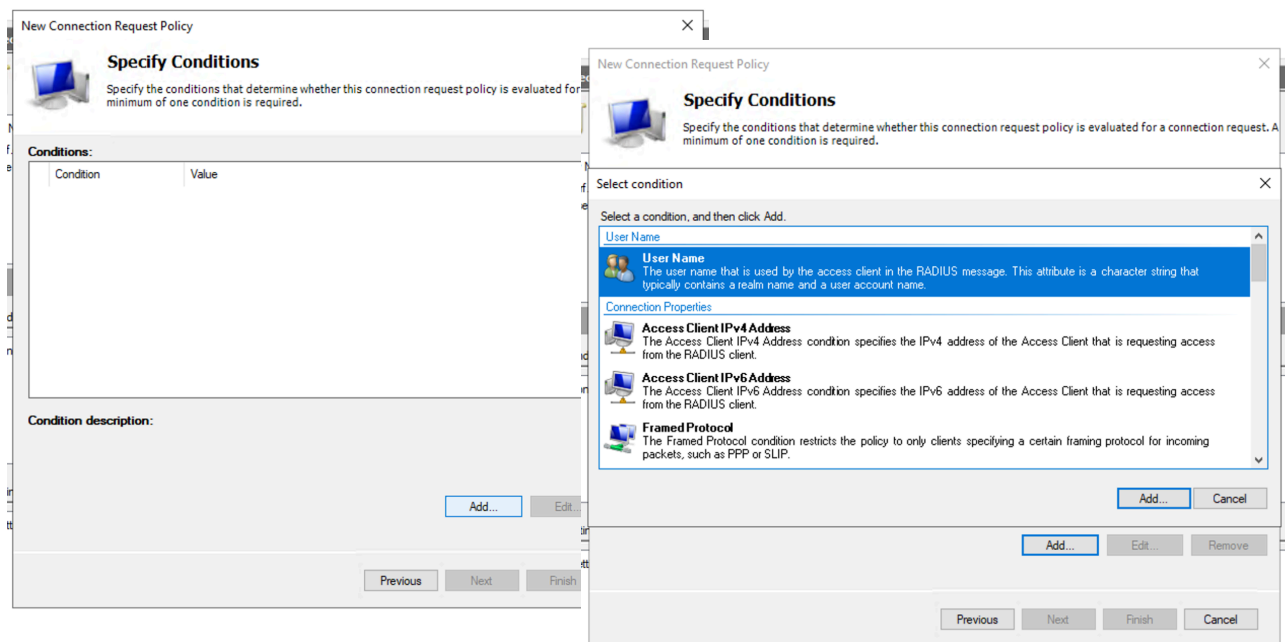 New Connection Request Policy
Specify Conditions
Specify the conditions that determine whether this connection request policy is evaluated for
minimum of one condition is required.
Conditions:
Condition Value
Condition description:
Add... Edit...
Previous Next Finish
New Connection Request Policy
Specify Conditions
Specify the conditions that determine whether this connection request policy is evaluated for a connection request. A
minimum of one condition is required.
Select condition
Select a condition, and then click Add.
User Name
User Name
The user name that is used by the access client in the RADIUS message. This attribute is a character string that
typically contains a realm name and a user account name.
Connection Properties
Access Client IPv4 Address
The Access Client IPv4 Address condition specifies the IPv4 address of the Access Client that is requesting access
from the RADIUS client.
Access Client IPv6 Address
The Access Client IPv6 Address condition specifies the IPv6 address of the Access Client that is requesting access
from the RADIUS client.
Framed Protocol
The Framed Protocol condition restricts the policy to only clients specifying a certain framing protocol for incoming
packets, such as PPP or SLIP.
Add... Cancel
Add... Edit... Remove
Previous Next Finish Cancel